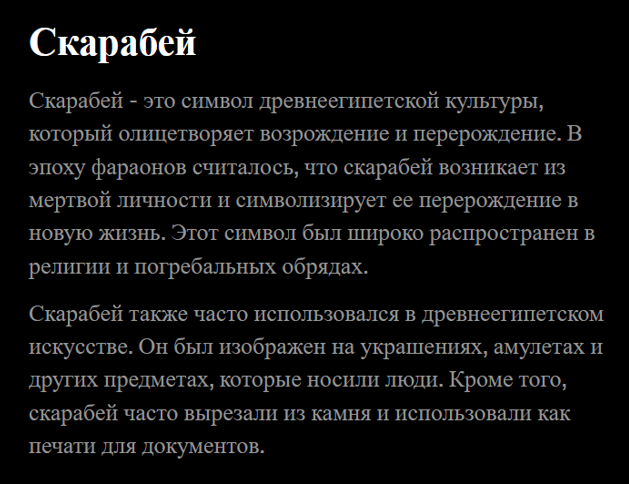 Скарабей
Скарабей - это символ древнеегипетской культуры,
который олицетворяет возрождение и перерождение. В
эпоху фараонов считалось, что скарабей возникает из
мертвой личности и символизирует ее перерождение в
новую жизнь. Этот символ был широко распространен в
религии и погребальных обрядах.
Скарабей также часто использовался в древнеегипетском
искусстве. Он был изображен на украшениях, амулетах и
других предметах, которые носили люди. Кроме того,
скарабей часто вырезали из камня и использовали как
печати для документов.